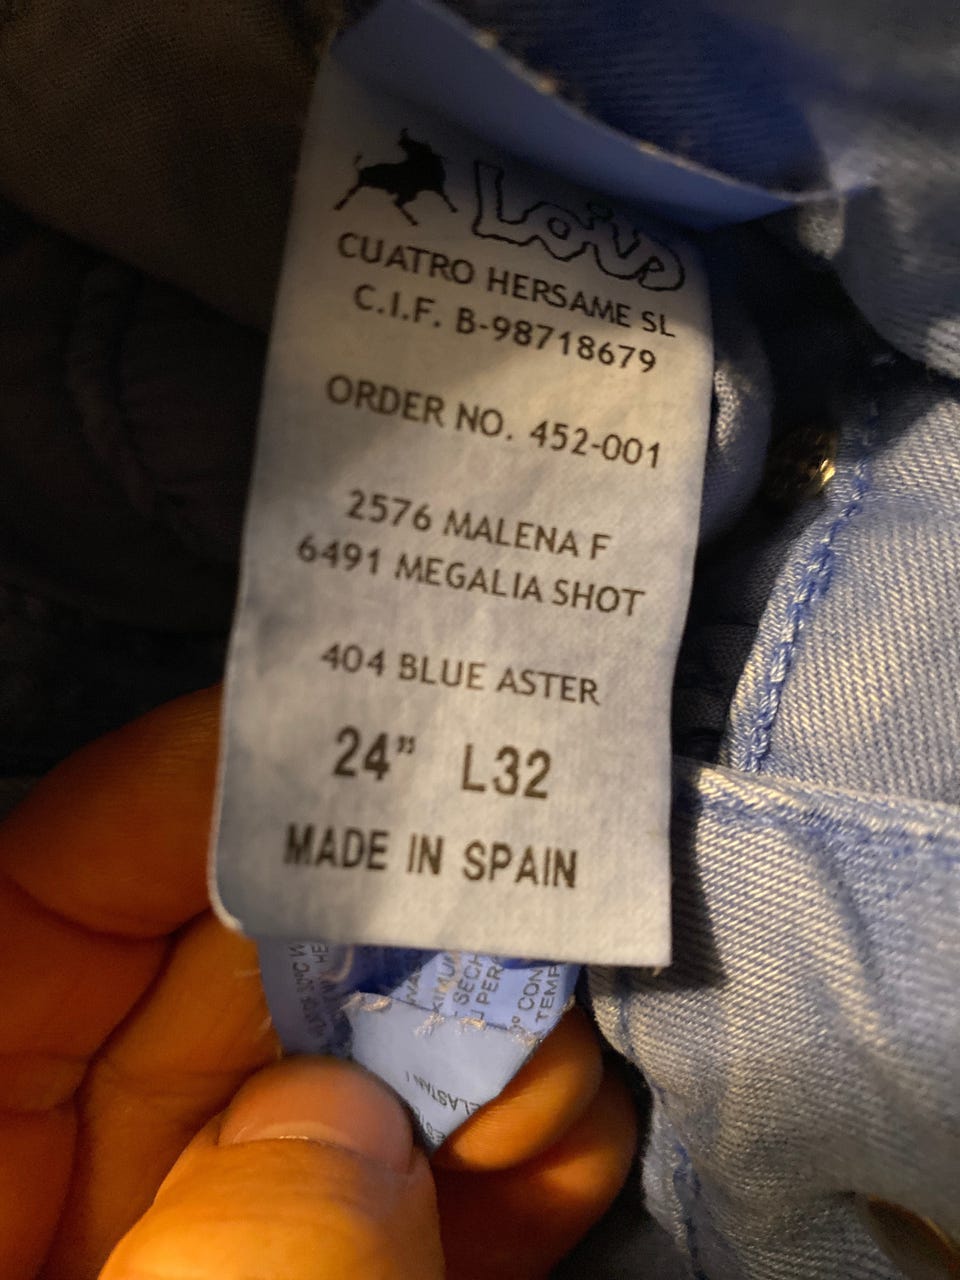 Lois
CUATRO HERSAME SL
C.I.F. B-98718679
ORDER NO. 452-001
2576 MALENA F
6491 MEGALIA SHOT
404 BLUE ASTER
24" L32
MADE IN SPAIN